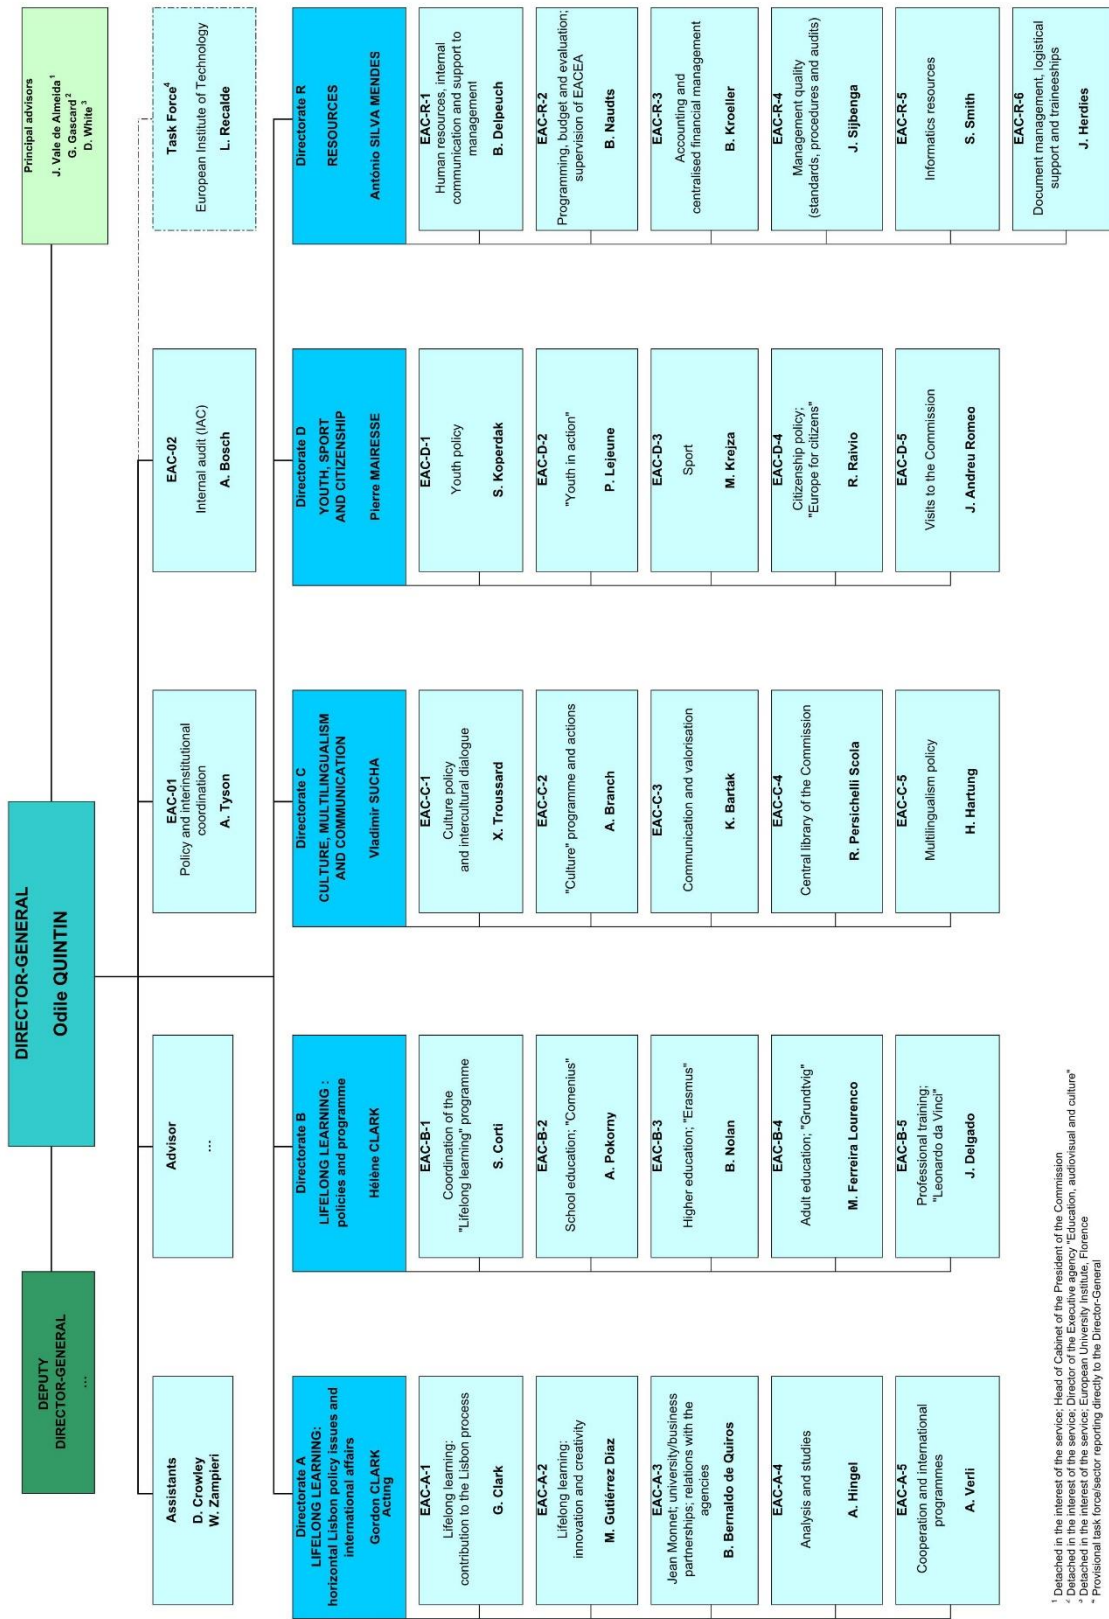 DIRECTOR-GENERAL
Odile QUINTIN
DEPUTY
DIRECTOR-GENERAL
...
Principal advisors
J. Vale de Almeida ¹
G. Gascard ²
D. White ³
Assistants
D. Crowley
W. Zampieri
Advisor
...
EAC-01
Policy and interinstitutional
coordination
A. Tyson
EAC-02
Internal audit (IAC)
A. Bosch
Task Force⁴
European Institute of Technology
L. Recalde
Directorate A
LIFELONG LEARNING:
horizontal Lisbon policy issues and
international affairs
Gordon CLARK
Acting
EAC-A-1
Lifelong learning:
contribution to the Lisbon process
G. Clark
EAC-A-2
Lifelong learning:
innovation and creativity
M. Gutiérrez Díaz
EAC-A-3
Jean Monnet; university/business
partnerships; relations with the
agencies
B. Bernaldo de Quiros
EAC-A-4
Analysis and studies
A. Hingel
EAC-A-5
Cooperation and international
programmes
A. Verli
Directorate B
LIFELONG LEARNING :
policies and programme
Hélène CLARK
EAC-B-1
Coordination of the
"Lifelong learning" programme
S. Corti
EAC-B-2
School education; "Comenius"
A. Pokorny
EAC-B-3
Higher education; "Erasmus"
B. Nolan
EAC-B-4
Adult education; "Grundtvig"
M. Ferreira Lourenco
EAC-B-5
Professional training;
"Leonardo da Vinci"
J. Delgado
Directorate C
CULTURE, MULTILINGUALISM
AND COMMUNICATION
Vladimir SUCHA
EAC-C-1
Culture policy
and intercultural dialogue
X. Troussard
EAC-C-2
"Culture" programme and actions
A. Branch
EAC-C-3
Communication and valorisation
K. Bartak
EAC-C-4
Central library of the Commission
R. Persichelli Scola
EAC-C-5
Multilingualism policy
H. Hartung
Directorate D
YOUTH, SPORT
AND CITIZENSHIP
Pierre MAIRESSE
EAC-D-1
Youth policy
S. Koperdak
EAC-D-2
"Youth in action"
P. Lejeune
EAC-D-3
Sport
M. Krejza
EAC-D-4
Citizenship policy;
"Europe for citizens"
R. Raivio
EAC-D-5
Visits to the Commission
J. Andreu Romeo
Directorate R
RESOURCES
António SILVA MENDES
EAC-R-1
Human resources, internal
communication and support to
management
B. Delpeuch
EAC-R-2
Programming, budget and evaluation;
supervision of EACEA
B. Naudts
EAC-R-3
Accounting and
centralised financial management
B. Kroeller
EAC-R-4
Management quality
(standards, procedures and audits)
J. Sijbenga
EAC-R-5
Informatics resources
S. Smith
EAC-R-6
Document management, logistical
support and traineeships
J. Herdies
¹ Detached in the interest of the service; Head of Cabinet of the President of the Commission
² Detached in the interest of the service; Director of the Executive agency "Education, audiovisual and culture"
³ Detached in the interest of the service; European University Institute, Florence
⁴ Provisional task force/sector reporting directly to the Director-General